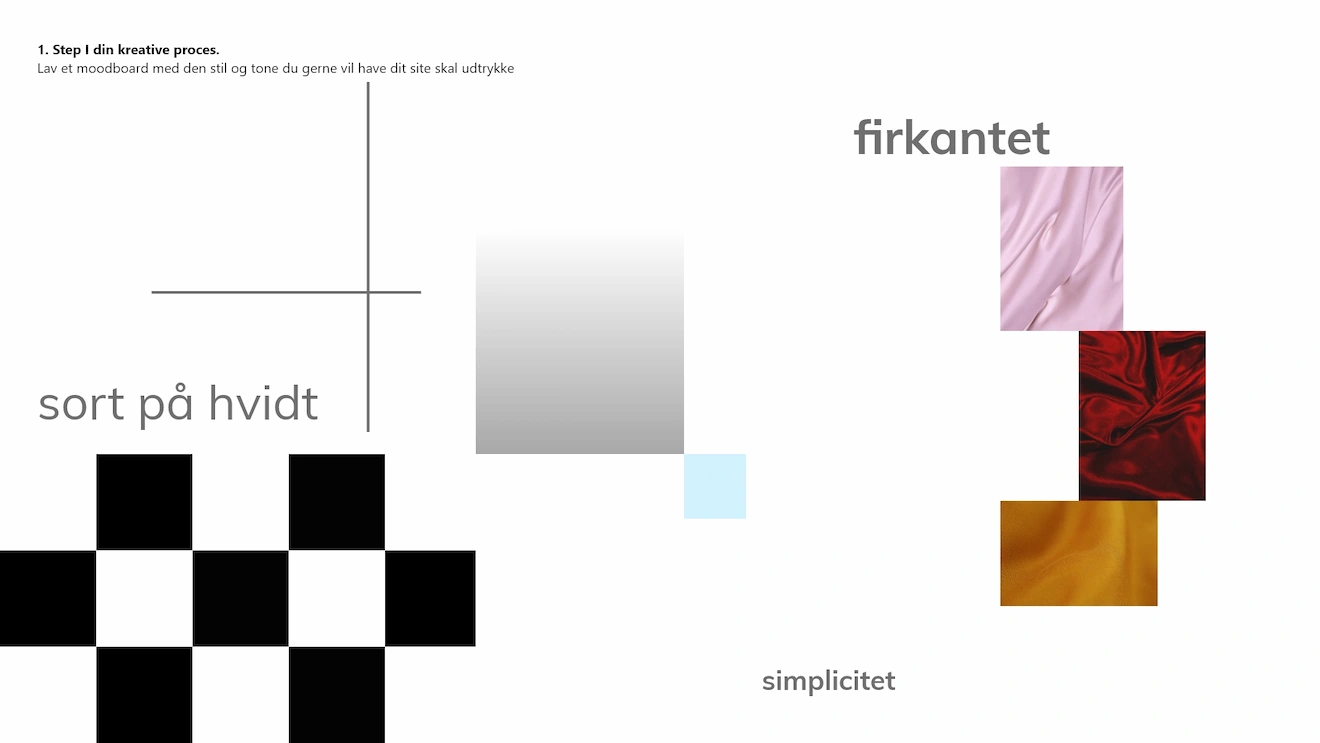 1. Step I din kreative proces.
Lav et moodboard med den stil og tone du gerne vil have dit site skal udtrykke
firkantet
sort på hvidt
simplicitet